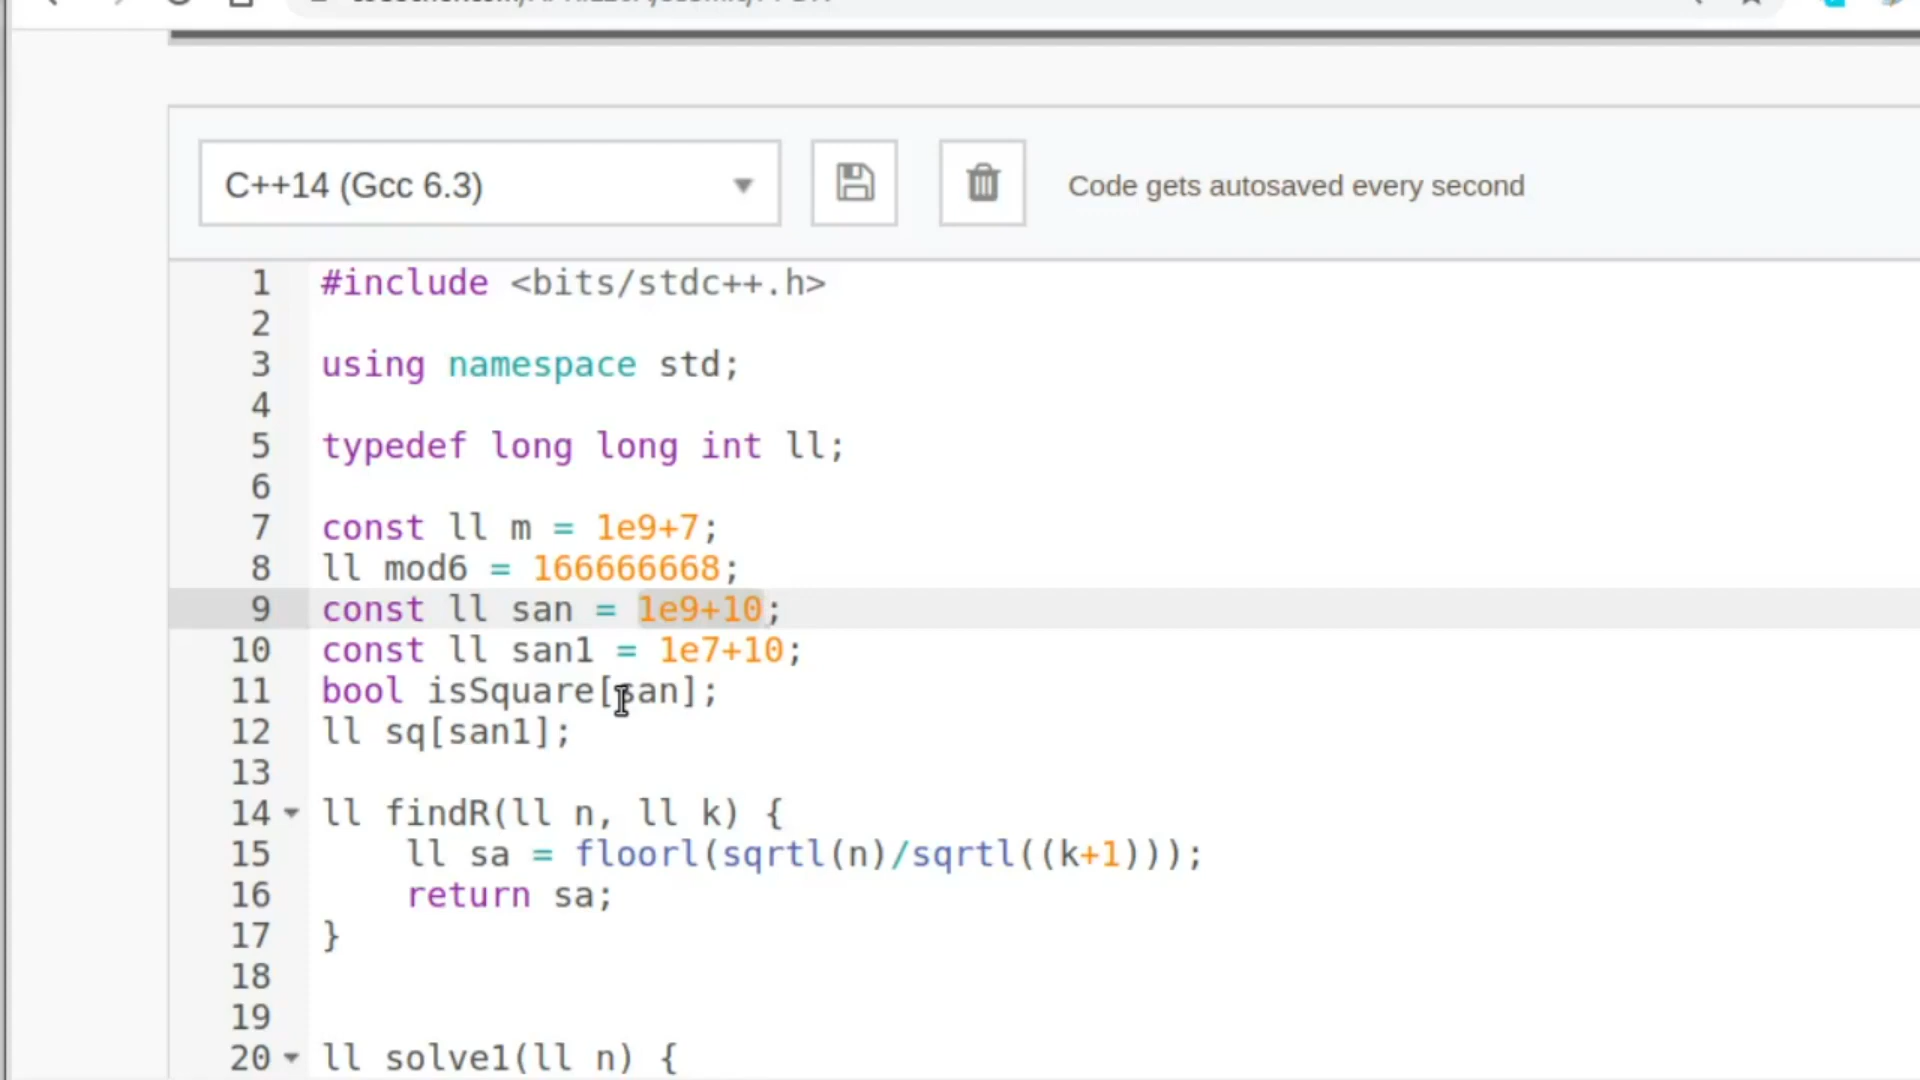 C++14 (Gcc 6.3)
Code gets autosaved every second
1 #include <bits/stdc++.h>
2
3 using namespace std;
4
5 typedef long long int ll;
6
7 const ll m = 1e9+7;
8 ll mod6 = 166666668;
9 const ll san = 1e9+10;
10 const ll san1 = 1e7+10;
11 bool isSquare[san];
12 ll sq[san1];
13
14 ll findR(ll n, ll k) {
15 ll sa = floorl(sqrtl(n)/sqrtl((k+1)));
16 return sa;
17 }
18
19
20 ll solve1(ll n) {